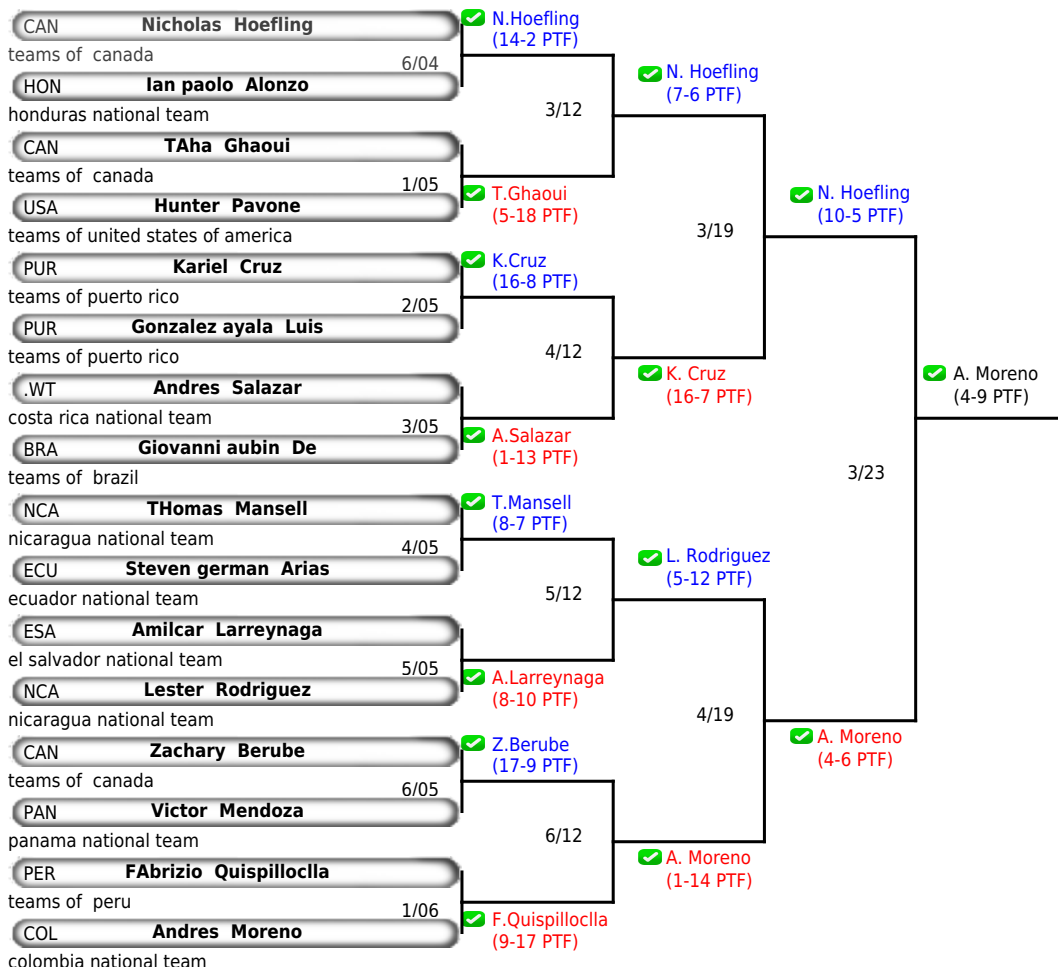 CAN Nicholas Hoefling
teams of canada
6/04
HON Ian paolo Alonzo
honduras national team
CAN TAha Ghaoui
teams of canada
1/05
USA Hunter Pavone
teams of united states of america
PUR Kariel Cruz
teams of puerto rico
2/05
PUR Gonzalez ayala Luis
teams of puerto rico
.WT Andres Salazar
costa rica national team
3/05
BRA Giovanni aubin De
teams of brazil
NCA THomas Mansell
nicaragua national team
4/05
ECU Steven german Arias
ecuador national team
ESA Amilcar Larreynaga
el salvador national team
5/05
NCA Lester Rodriguez
nicaragua national team
CAN Zachary Berube
teams of canada
6/05
PAN Victor Mendoza
panama national team
PER FAbrizio Quispilloclla
teams of peru
1/06
COL Andres Moreno
colombia national team
N.Hoefling
(14-2 PTF)
3/12
T.Ghaoui
(5-18 PTF)
K.Cruz
(16-8 PTF)
4/12
A.Salazar
(1-13 PTF)
T.Mansell
(8-7 PTF)
5/12
A.Larreynaga
(8-10 PTF)
Z.Berube
(17-9 PTF)
6/12
F.Quispilloclla
(9-17 PTF)
N. Hoefling
(7-6 PTF)
3/19
K. Cruz
(16-7 PTF)
L. Rodriguez
(5-12 PTF)
4/19
A. Moreno
(1-14 PTF)
N. Hoefling
(10-5 PTF)
3/23
A. Moreno
(4-6 PTF)
A. Moreno
(4-9 PTF)